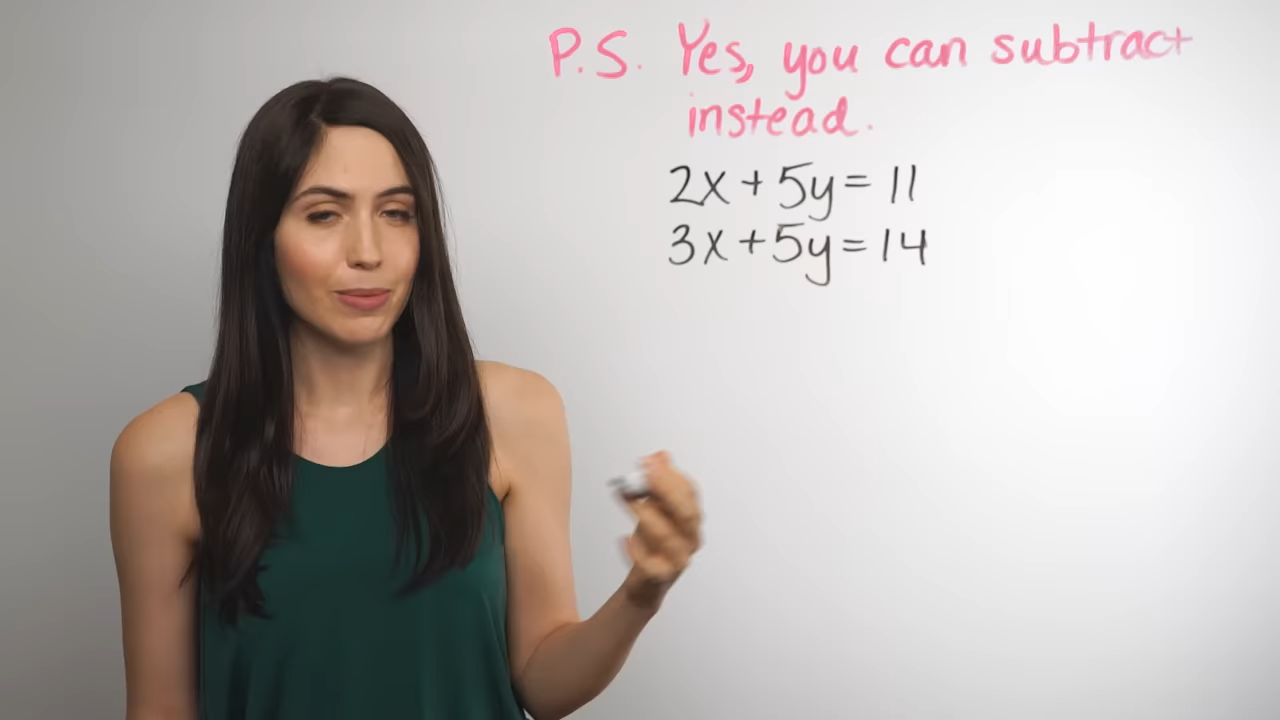 P.S. Yes, you can subtract
instead.
2x + 5y = 11
3x + 5y = 14